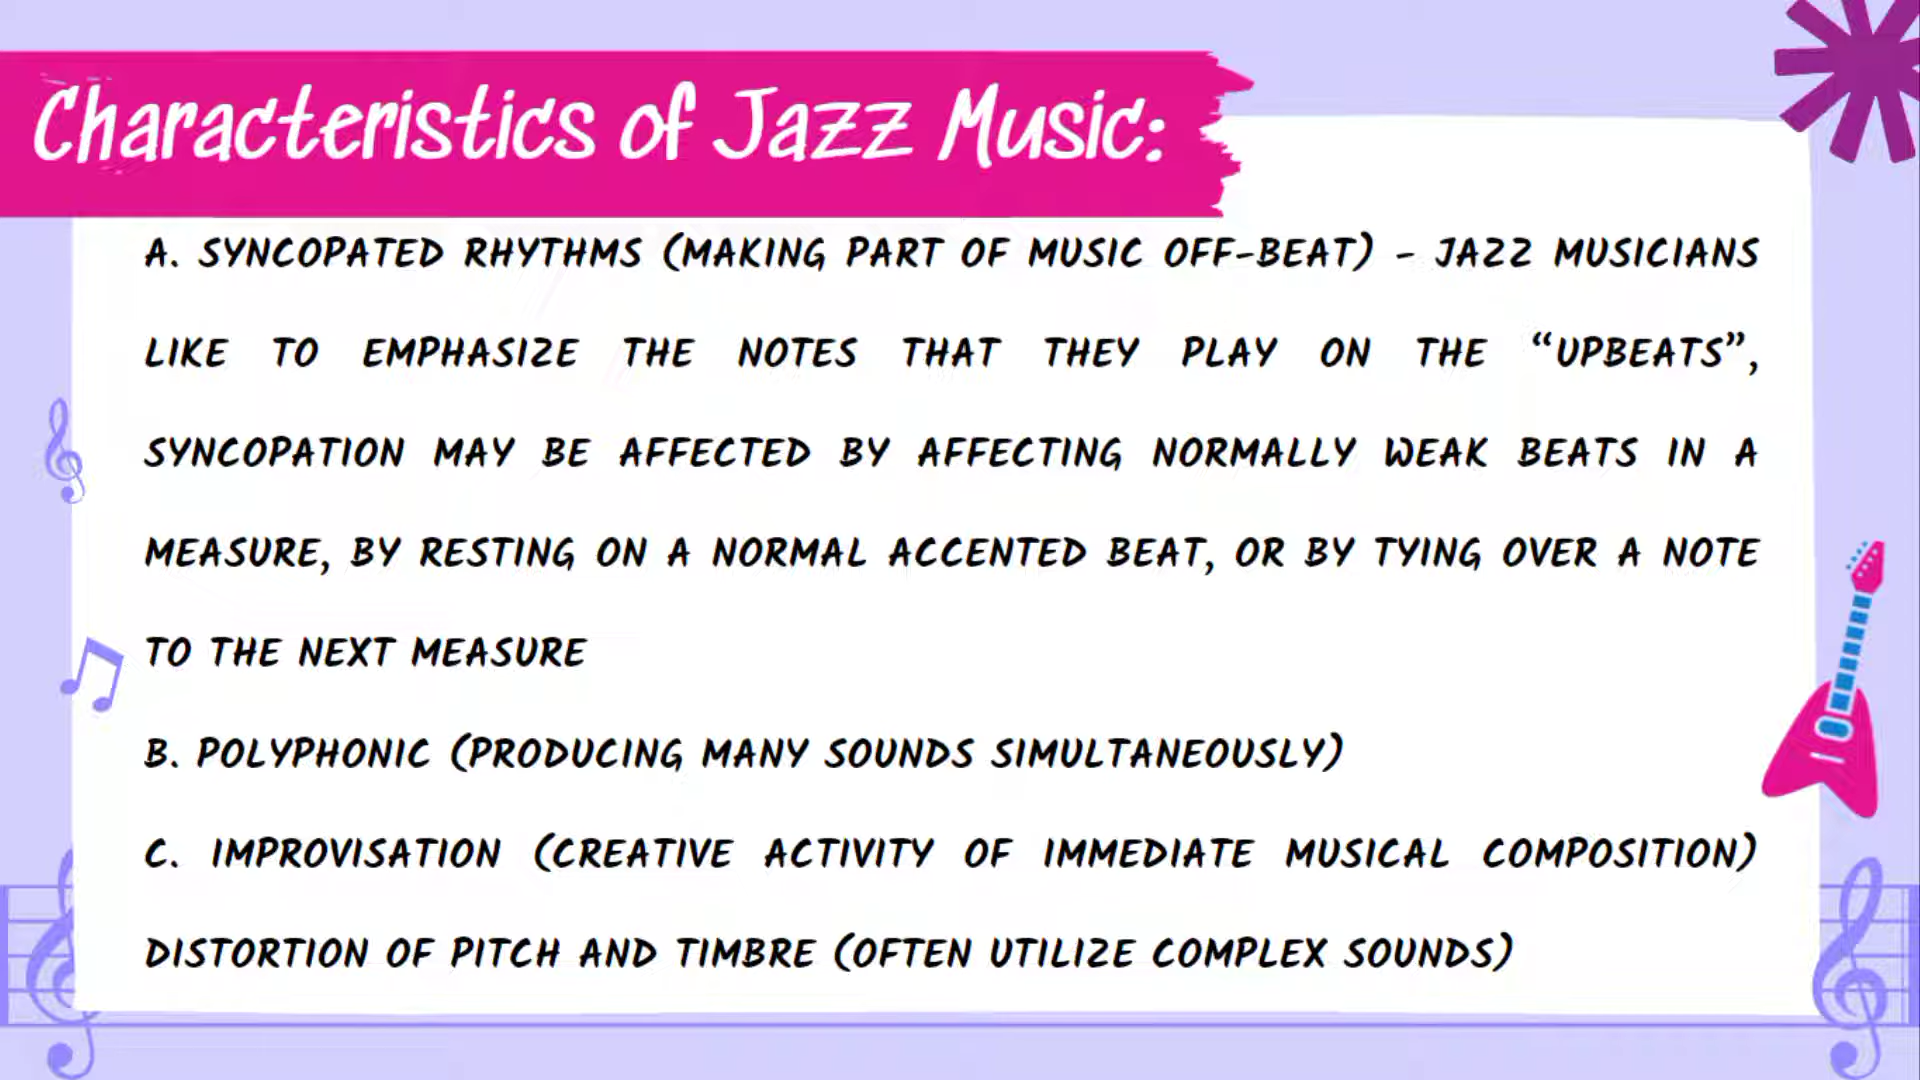 Characteristics of Jazz Music:
A. SYNCOPATED RHYTHMS (MAKING PART OF MUSIC OFF-BEAT) - JAZZ MUSICIANS
LIKE TO EMPHASIZE THE NOTES THAT THEY PLAY ON THE “UPBEATS”,
SYNCOPATION MAY BE AFFECTED BY AFFECTING NORMALLY WEAK BEATS IN A
MEASURE, BY RESTING ON A NORMAL ACCENTED BEAT, OR BY TYING OVER A NOTE
TO THE NEXT MEASURE
B. POLYPHONIC (PRODUCING MANY SOUNDS SIMULTANEOUSLY)
C. IMPROVISATION (CREATIVE ACTIVITY OF IMMEDIATE MUSICAL COMPOSITION)
DISTORTION OF PITCH AND TIMBRE (OFTEN UTILIZE COMPLEX SOUNDS)